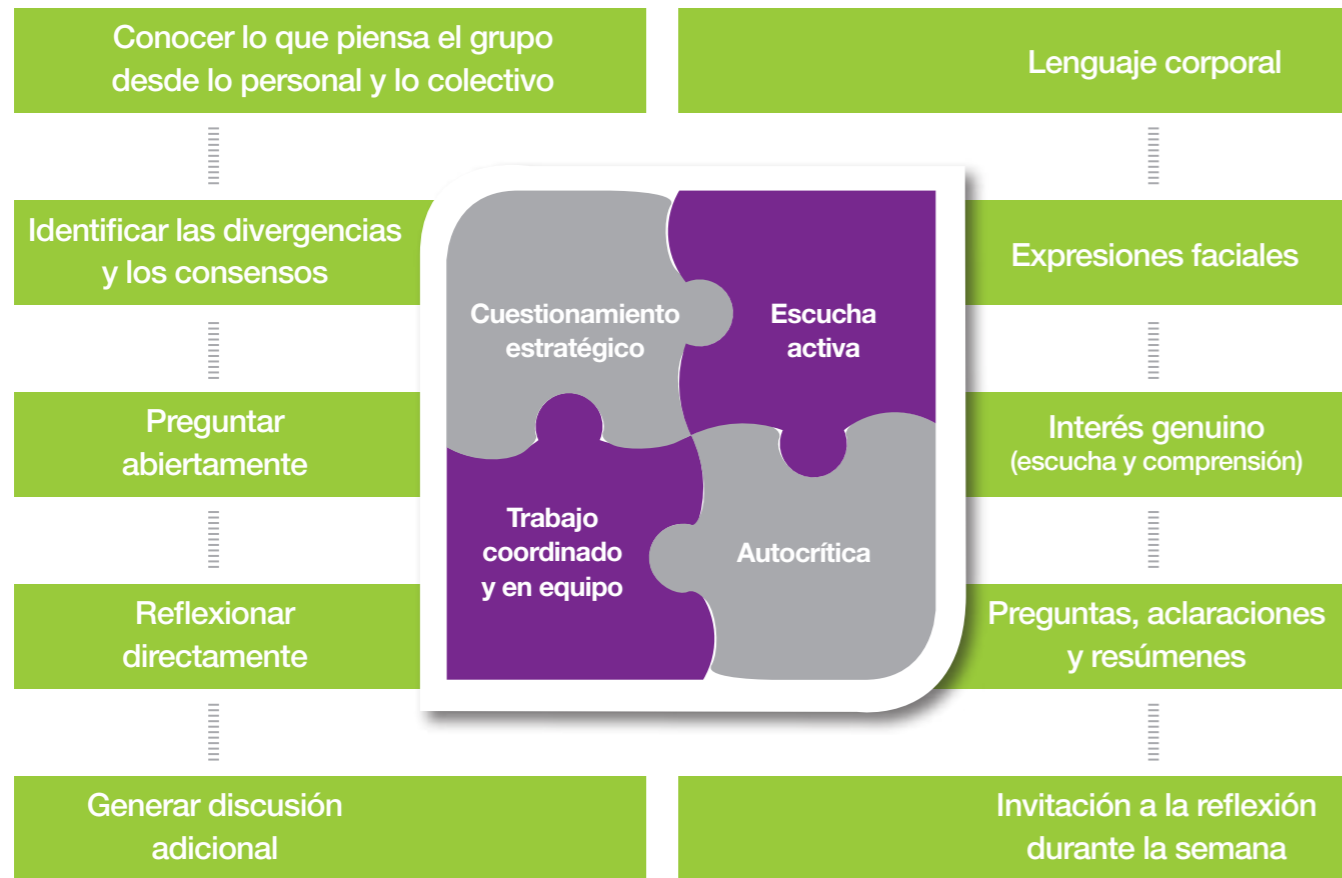 Conocer lo que piensa el grupo
desde lo personal y lo colectivo
Identificar las divergencias
y los consensos
Preguntar
abiertamente
Reflexionar
directamente
Generar discusión
adicional
Cuestionamiento
estratégico
Escucha
activa
Trabajo
coordinado
y en equipo
Autocrítica
Lenguaje corporal
Expresiones faciales
Interés genuino
(escucha y comprensión)
Preguntas, aclaraciones
y resúmenes
Invitación a la reflexión
durante la semana